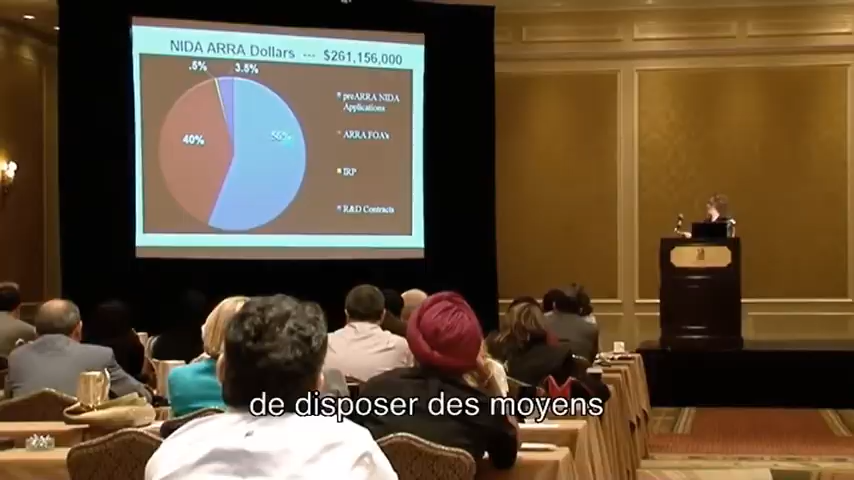 NIDA ARRA Dollars --- $261,156,000
.5%
3.5%
40%
56%
preARRA NIDA
Applications
ARRA FOA's
IRP
R&D Contracts
de disposer des moyens